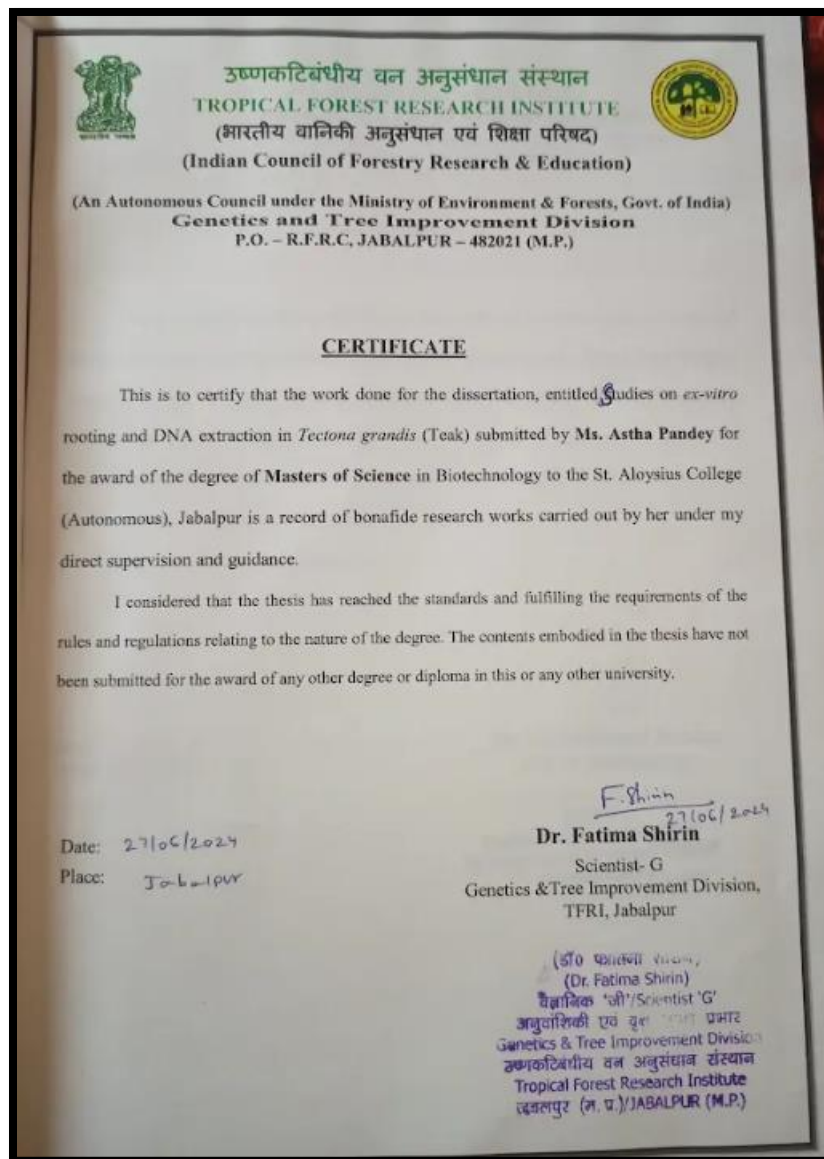 उष्णकटिबंधीय वन अनुसंधान संस्थान
TROPICAL FOREST RESEARCH INSTITUTE
(भारतीय वानिकी अनुसंधान एवं शिक्षा परिषद)
(Indian Council of Forestry Research & Education)
(An Autonomous Council under the Ministry of Environment & Forests, Govt. of India)
Genetics and Tree Improvement Division
P.O. – R.F.R.C, JABALPUR – 482021 (M.P.)
CERTIFICATE
This is to certify that the work done for the dissertation, entitled Studies on ex-vitro
rooting and DNA extraction in Tectona grandis (Teak) submitted by Ms. Astha Pandey for
the award of the degree of Masters of Science in Biotechnology to the St. Aloysius College
(Autonomous), Jabalpur is a record of bonafide research works carried out by her under my
direct supervision and guidance.
I considered that the thesis has reached the standards and fulfilling the requirements of the
rules and regulations relating to the nature of the degree. The contents embodied in the thesis have not
been submitted for the award of any other degree or diploma in this or any other university.
F. Shirin
27/06/2024
Date: 27/06/2024
Place: Jabalpur
Dr. Fatima Shirin
Scientist- G
Genetics &Tree Improvement Division,
TFRI, Jabalpur
(डॉ०
(Dr. Fatima Shirin)
वैज्ञानिक 'जी'/Scientist 'G'
अनुवांशिकी एवं वृक्ष प्रभार
Genetics & Tree Improvement Division
उष्णकटिबंधीय वन अनुसंधान संस्थान
Tropical Forest Research Institute
जबलपुर (म. प्र.)/JABALPUR (M.P.)